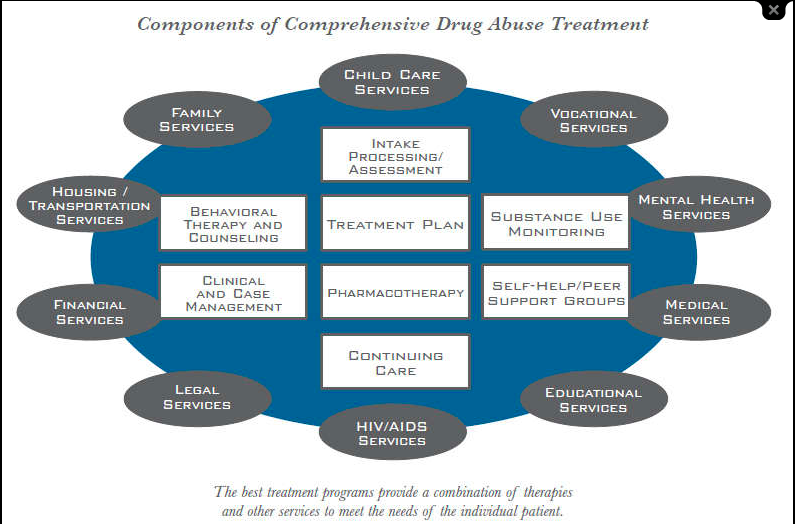 Components of Comprehensive Drug Abuse Treatment
CHILD CARE
SERVICES
FAMILY
SERVICES
VOCATIONAL
SERVICES
INTAKE
PROCESSING/
ASSESSMENT
HOUSING /
TRANSPORTATION
SERVICES
BEHAVIORAL
THERAPY AND
COUNSELING
TREATMENT PLAN
SUBSTANCE USE
MONITORING
MENTAL HEALTH
SERVICES
FINANCIAL
SERVICES
CLINICAL
AND CASE
MANAGEMENT
PHARMACOTHERAPY
SELF-HELP/PEER
SUPPORT GROUPS
MEDICAL
SERVICES
CONTINUING
CARE
LEGAL
SERVICES
EDUCATIONAL
SERVICES
HIV/AIDS
SERVICES
The best treatment programs provide a combination of therapies
and other services to meet the needs of the individual patient.